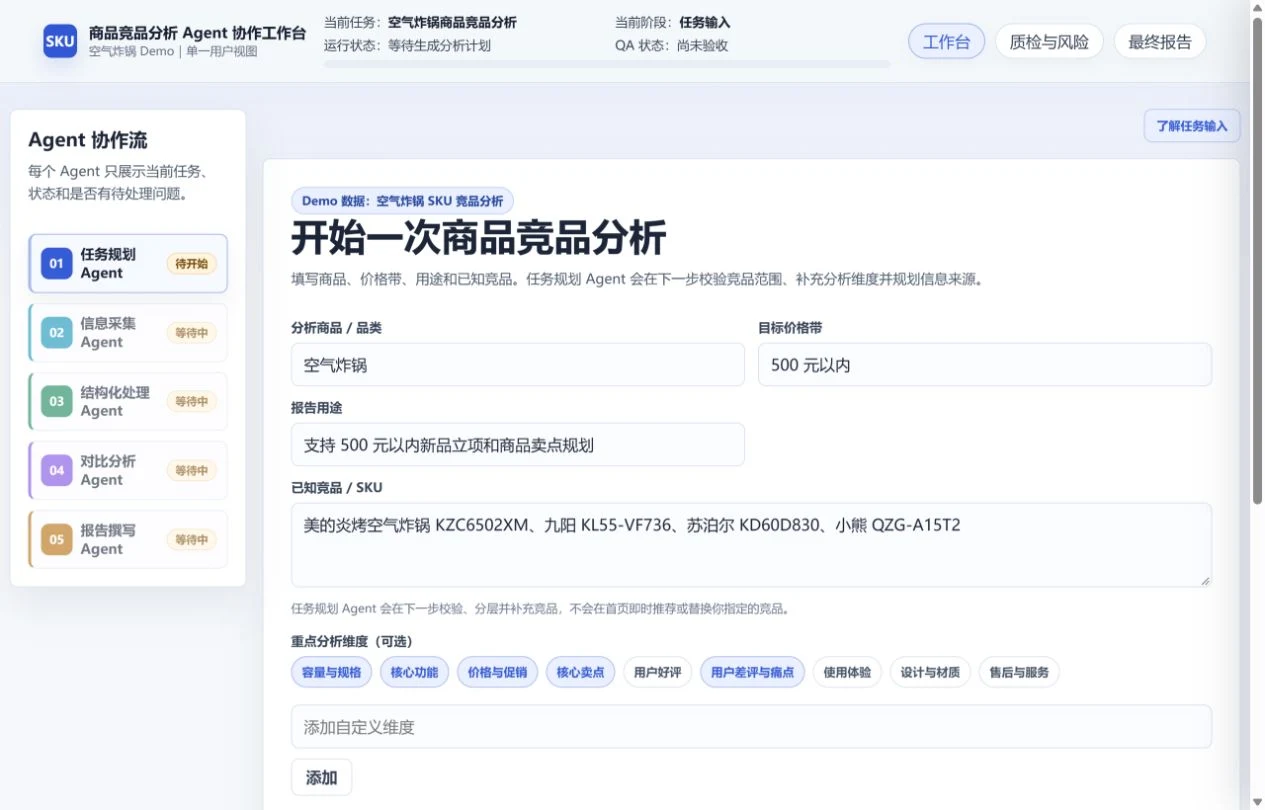 SKU
商品竞品分析 Agent 协作工作台
空气炸锅 Demo | 单一用户视图
当前任务：空气炸锅商品竞品分析
运行状态：等待生成分析计划
当前阶段：任务输入
QA 状态：尚未验收
工作台
质检与风险
最终报告
Agent 协作流
每个 Agent 只展示当前任务、
状态和是否有待处理问题。
01
任务规划
Agent
待开始
02
信息采集
Agent
等待中
03
结构化处理
Agent
等待中
04
对比分析
Agent
等待中
05
报告撰写
Agent
等待中
了解任务输入
Demo 数据：空气炸锅 SKU 竞品分析
开始一次商品竞品分析
填写商品、价格带、用途和已知竞品。任务规划 Agent 会在下一步校验竞品范围、补充分析维度并规划信息来源。
分析商品 / 品类
目标价格带
空气炸锅
500 元以内
报告用途
支持 500 元以内新品立项和商品卖点规划
已知竞品 / SKU
美的炎烤空气炸锅 KZC6502XM、九阳 KL55-VF736、苏泊尔 KD60D830、小熊 QZG-A15T2
任务规划 Agent 会在下一步校验、分层并补充竞品，不会在首页即时推荐或替换你指定的竞品。
重点分析维度（可选）
容量与规格
核心功能
价格与促销
核心卖点
用户好评
用户差评与痛点
使用体验
设计与材质
售后与服务
添加自定义维度
添加